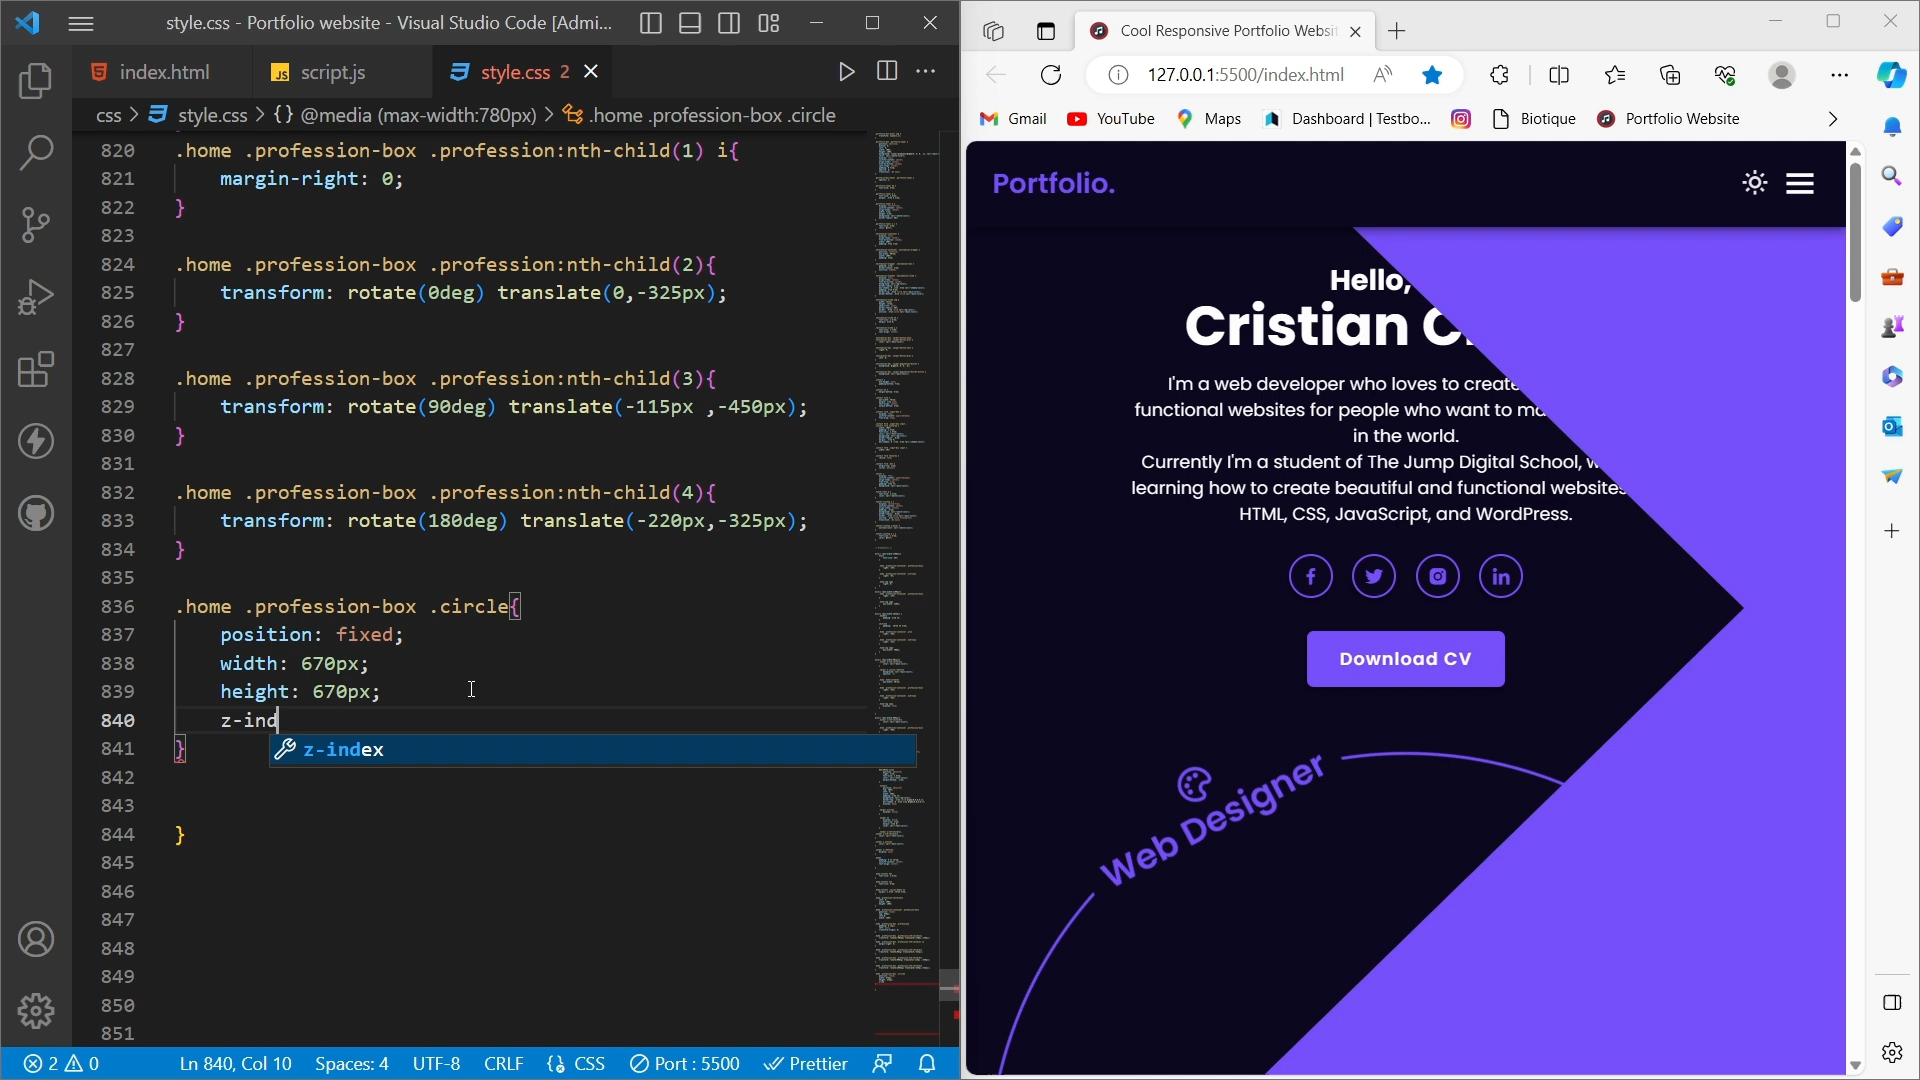 style.css - Portfolio website - Visual Studio Code [Admi...
index.html
JS script.js
style.css 2
css > style.css > {} @media (max-width:780px) > .home .profession-box .circle
820 .home .profession-box .profession:nth-child(1) i{
821 margin-right: 0;
822 }
823
824 .home .profession-box .profession:nth-child(2){
825 transform: rotate(0deg) translate(0,-325px);
826 }
827
828 .home .profession-box .profession:nth-child(3){
829 transform: rotate(90deg) translate(-115px ,-450px);
830 }
831
832 .home .profession-box .profession:nth-child(4){
833 transform: rotate(180deg) translate(-220px,-325px);
834 }
835
836 .home .profession-box .circle{
837 position: fixed;
838 width: 670px;
839 height: 670px;
840 z-ind
z-index
841 }
842
843
844 }
845
846
847
848
849
850
851
2 0
Ln 840, Col 10
Spaces: 4
UTF-8
CRLF
{} CSS
Port : 5500
Prettier
Cool Responsive Portfolio Websit
127.0.0.1:5500/index.html
Gmail
YouTube
Maps
Dashboard | Testbo...
Biotique
Portfolio Website
Portfolio.
Hello,
Cristian C
I'm a web developer who loves to create
functional websites for people who want to
in the world.
Currently I'm a student of The Jump Digital School,
learning how to create beautiful and functional websites
HTML, CSS, JavaScript, and WordPress.
Download CV
Web Designer